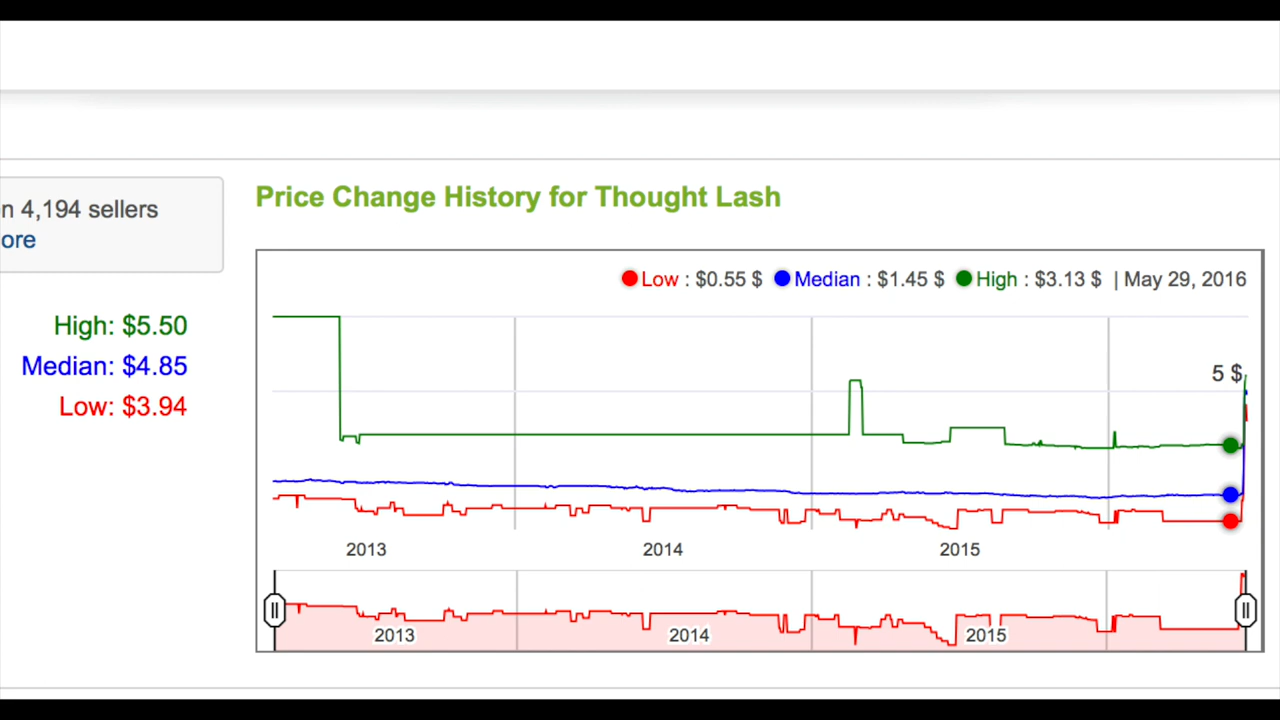 n 4,194 sellers
ore
High: $5.50
Median: $4.85
Low: $3.94
Price Change History for Thought Lash
Low : $0.55 $ Median : $1.45 $ High : $3.13 $ | May 29, 2016
5 $
2013 2014 2015
2013 2014 2015